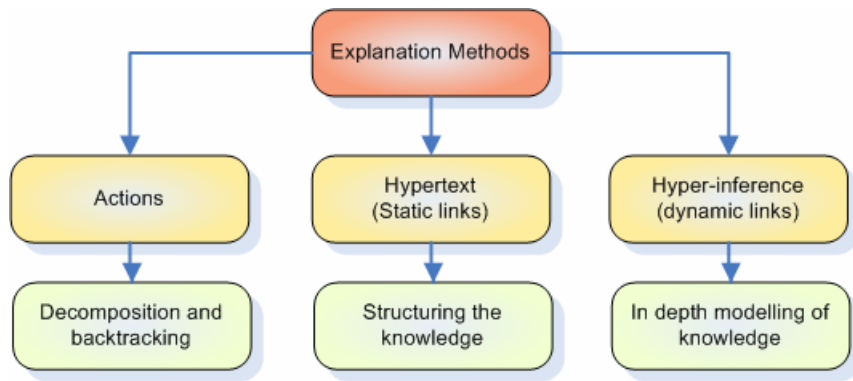 Explanation Methods
Actions
Hypertext
(Static links)
Hyper-inference
(dynamic links)
Decomposition and
backtracking
Structuring the
knowledge
In depth modelling of
knowledge